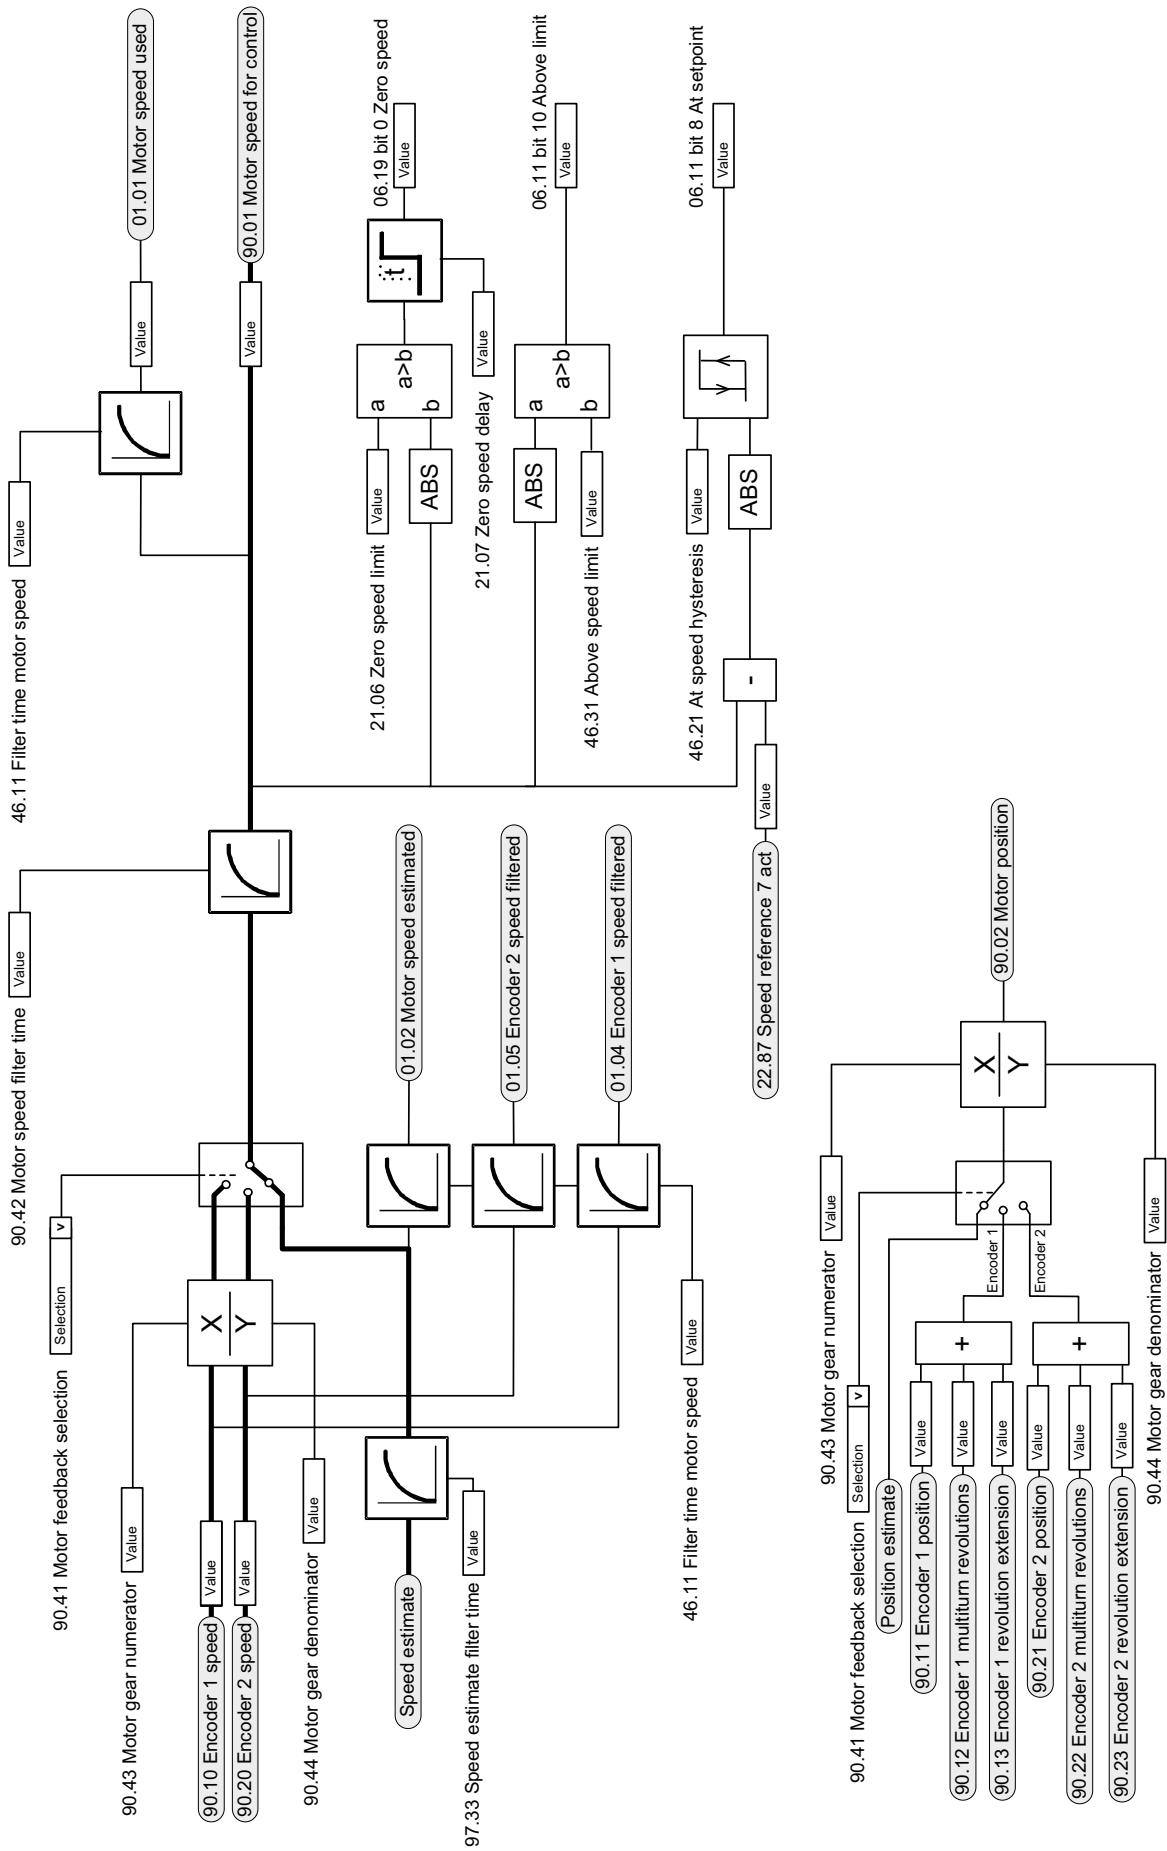 46.11 Filter time motor speed
Value
90.42 Motor speed filter time
Value
90.41 Motor feedback selection
Selection
v
90.43 Motor gear numerator
Value
90.10 Encoder 1 speed
Value
90.20 Encoder 2 speed
Value
X
Y
90.44 Motor gear denominator
Value
Value
01.01 Motor speed used
Value
90.01 Motor speed for control
Speed estimate
97.33 Speed estimate filter time
Value
01.02 Motor speed estimated
01.05 Encoder 2 speed filtered
01.04 Encoder 1 speed filtered
46.11 Filter time motor speed
Value
21.06 Zero speed limit
Value
ABS
a
b
a>b
t
21.07 Zero speed delay
Value
06.19 bit 0 Zero speed
Value
ABS
46.31 Above speed limit
Value
a
b
a>b
06.11 bit 10 Above limit
Value
46.21 At speed hysteresis
Value
22.87 Speed reference 7 act
Value
-
ABS
06.11 bit 8 At setpoint
Value
90.43 Motor gear numerator
Value
90.41 Motor feedback selection
Selection
v
Position estimate
90.11 Encoder 1 position
Value
90.12 Encoder 1 multiturn revolutions
Value
90.13 Encoder 1 revolution extension
Value
+
Encoder 1
90.21 Encoder 2 position
Value
90.22 Encoder 2 multiturn revolutions
Value
90.23 Encoder 2 revolution extension
Value
+
Encoder 2
X
Y
90.02 Motor position
90.44 Motor gear denominator
Value